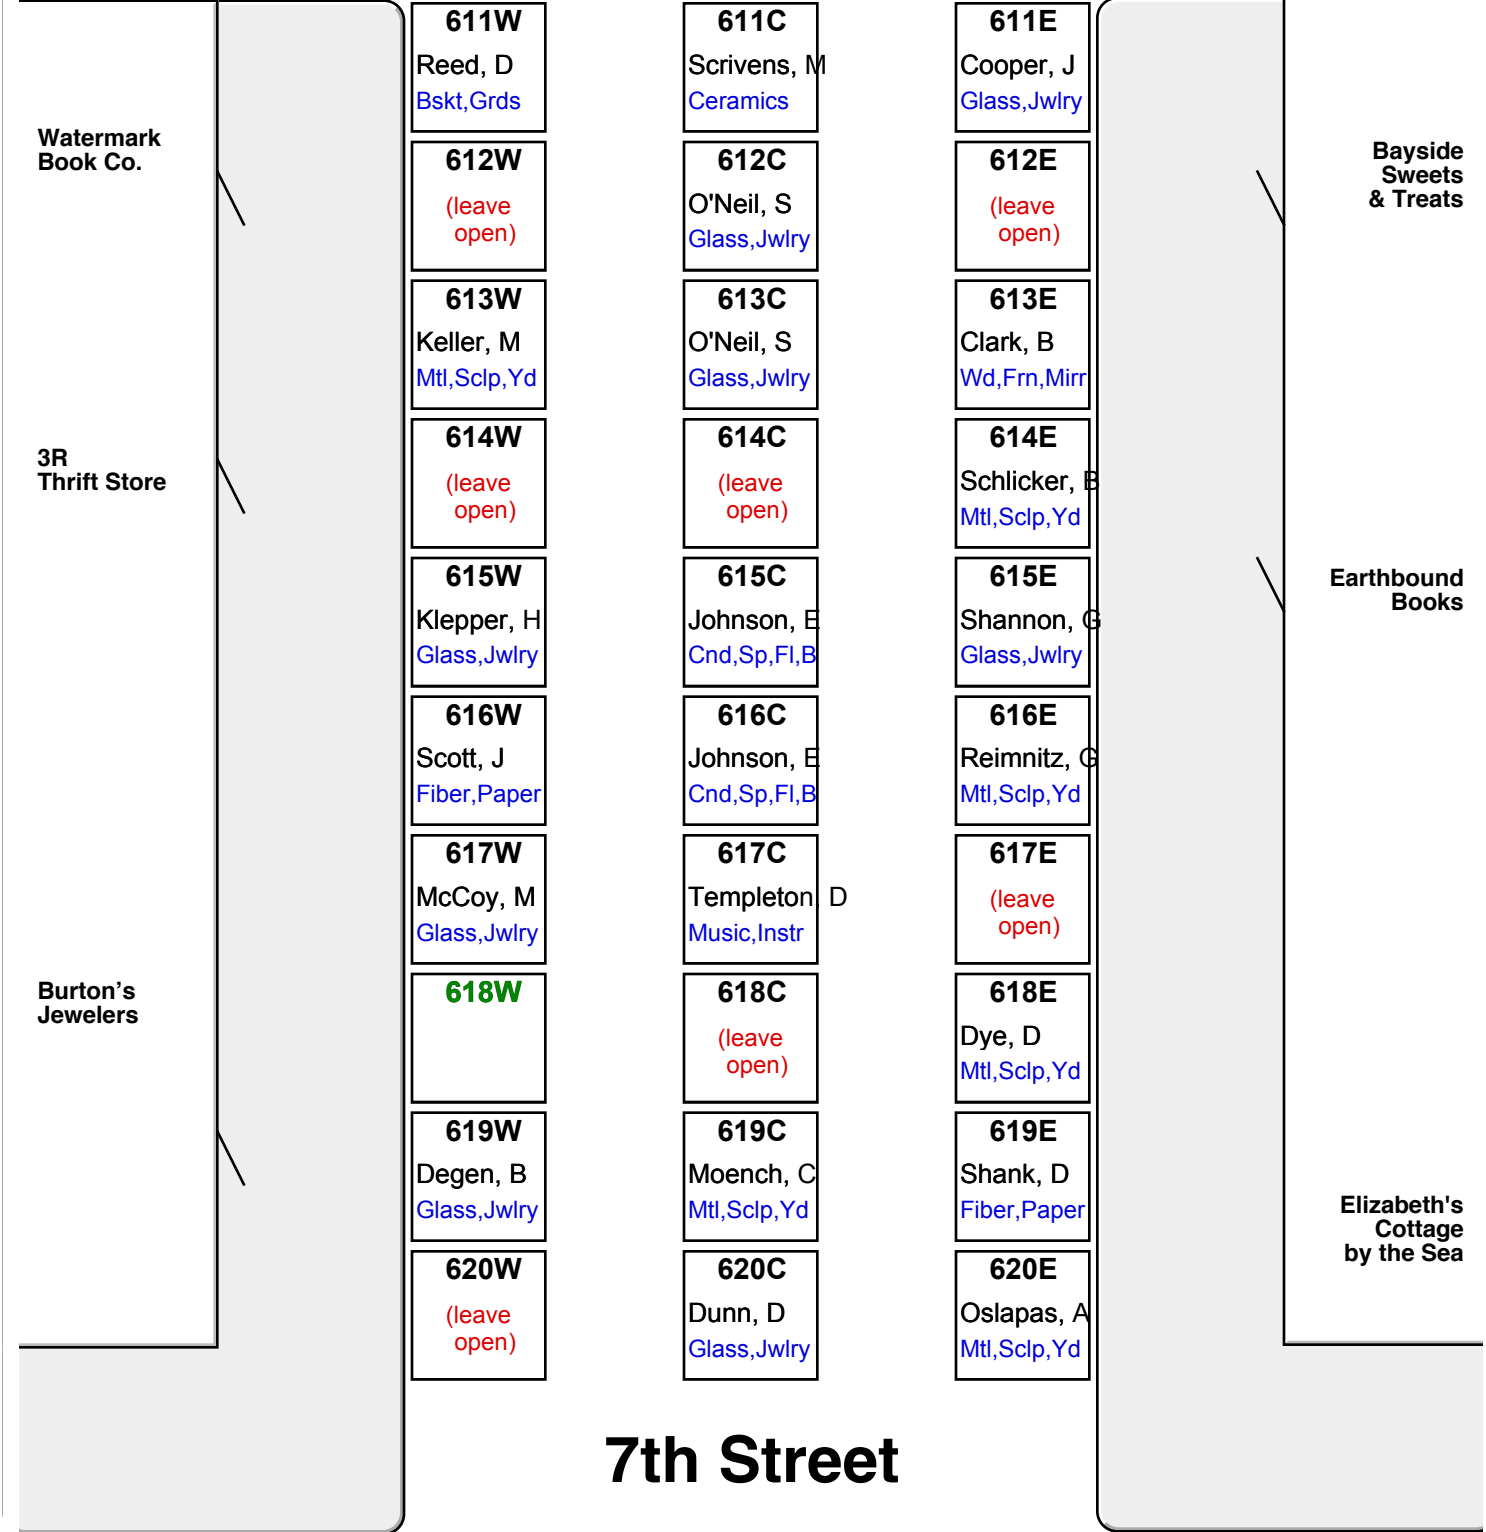 611W
Reed, D
Bskt,Grds
611C
Scrivens, M
Ceramics
611E
Cooper, J
Glass,Jwlry
Watermark
Book Co.
612W
(leave
open)
612C
O'Neil, S
Glass,Jwlry
612E
(leave
open)
Bayside
Sweets
& Treats
613W
Keller, M
Mtl,Sclp,Yd
613C
O'Neil, S
Glass,Jwlry
613E
Clark, B
Wd,Frn,Mirr
3R
Thrift Store
614W
(leave
open)
614C
(leave
open)
614E
Schlicker, B
Mtl,Sclp,Yd
615W
Klepper, H
Glass,Jwlry
615C
Johnson, E
Cnd,Sp,Fl,B
615E
Shannon, G
Glass,Jwlry
Earthbound
Books
616W
Scott, J
Fiber,Paper
616C
Johnson, E
Cnd,Sp,Fl,B
616E
Reimnitz, G
Mtl,Sclp,Yd
617W
McCoy, M
Glass,Jwlry
617C
Templeton, D
Music,Instr
617E
(leave
open)
Burton's
Jewelers
618W
618C
(leave
open)
618E
Dye, D
Mtl,Sclp,Yd
619W
Degen, B
Glass,Jwlry
619C
Moench, C
Mtl,Sclp,Yd
619E
Shank, D
Fiber,Paper
Elizabeth's
Cottage
by the Sea
620W
(leave
open)
620C
Dunn, D
Glass,Jwlry
620E
Oslapas, A
Mtl,Sclp,Yd
7th Street